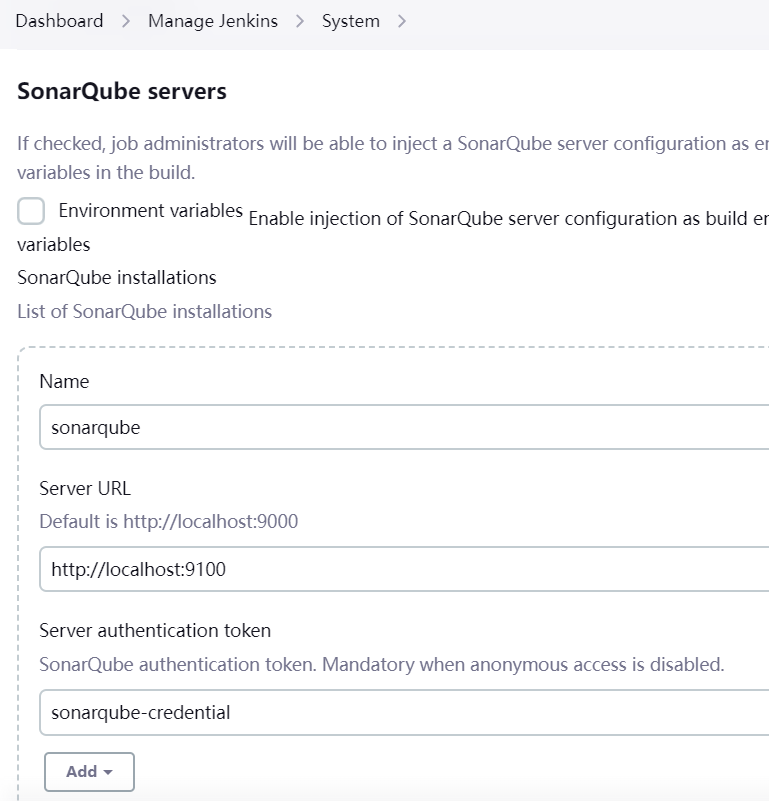 Dashboard > Manage Jenkins > System >
SonarQube servers
If checked, job administrators will be able to inject a SonarQube server configuration as
variables in the build.
Environment variables Enable injection of SonarQube server configuration as build
variables
SonarQube installations
List of SonarQube installations
Name
sonarqube
Server URL
Default is http://localhost:9000
http://localhost:9100
Server authentication token
SonarQube authentication token. Mandatory when anonymous access is disabled.
sonarqube-credential
Add